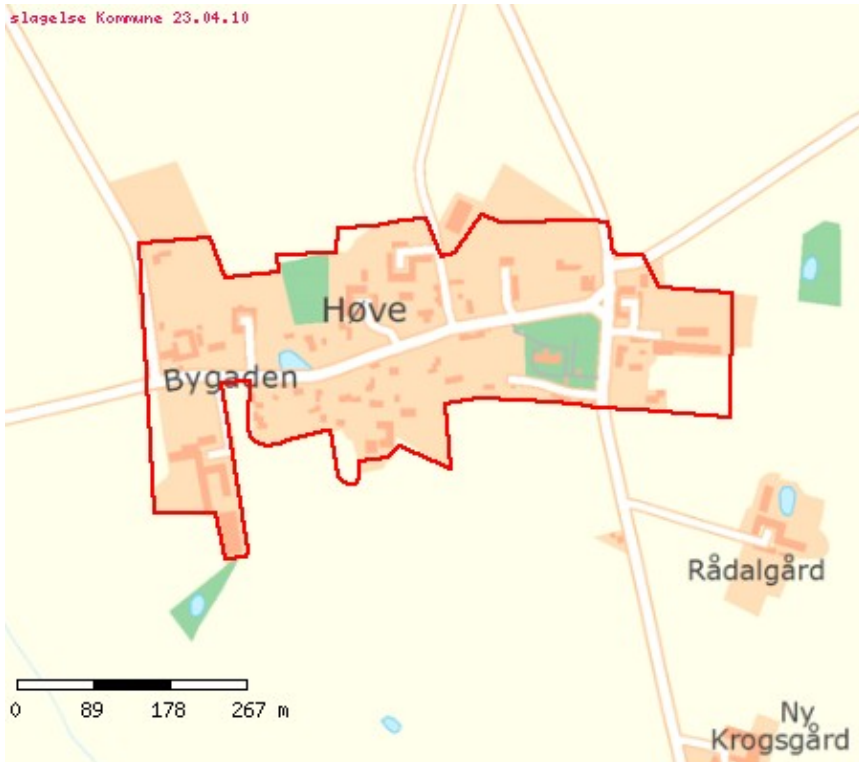 slagelse Kommune 23.04.10
Høve
Bygaden
Rådalgård
Ny
Krogsgård
0 89 178 267 m